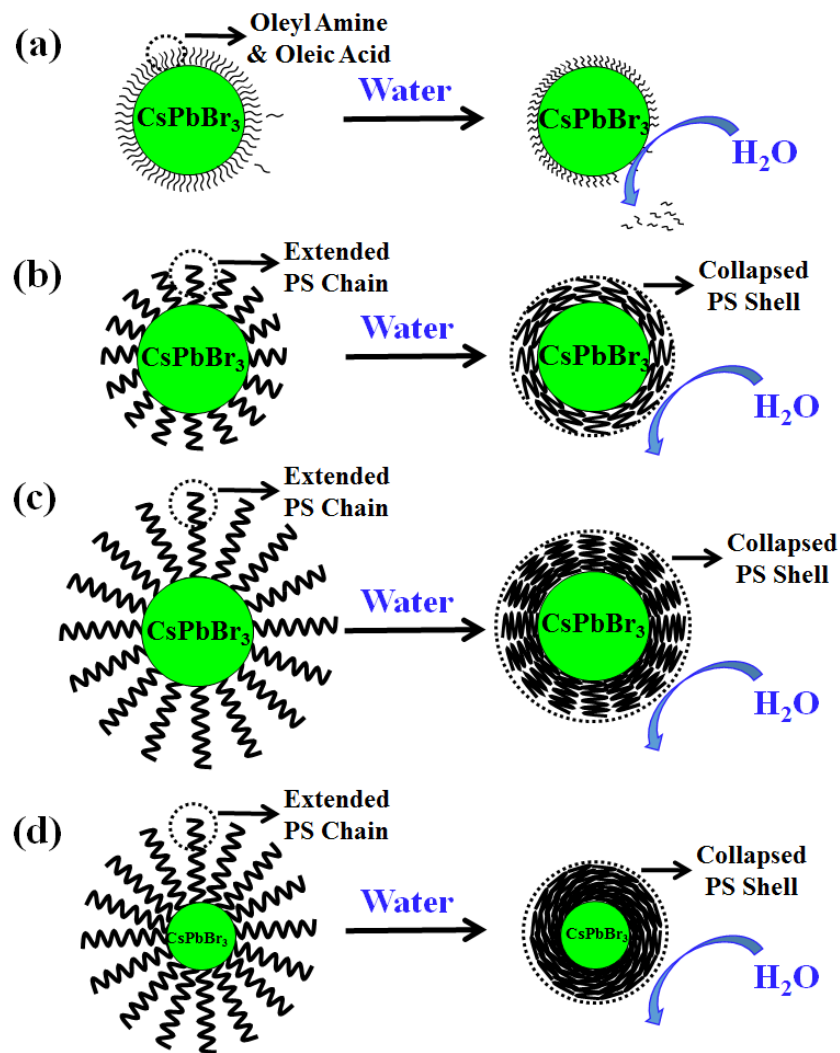 (a)
Oleyl Amine
& Oleic Acid
CsPbBr₃
Water
CsPbBr₃
H₂O
(b)
Extended
PS Chain
CsPbBr₃
Water
Collapsed
PS Shell
CsPbBr₃
H₂O
(c)
Extended
PS Chain
CsPbBr₃
Water
Collapsed
PS Shell
CsPbBr₃
H₂O
(d)
Extended
PS Chain
CsPbBr₃
Water
Collapsed
PS Shell
CsPbBr₃
H₂O